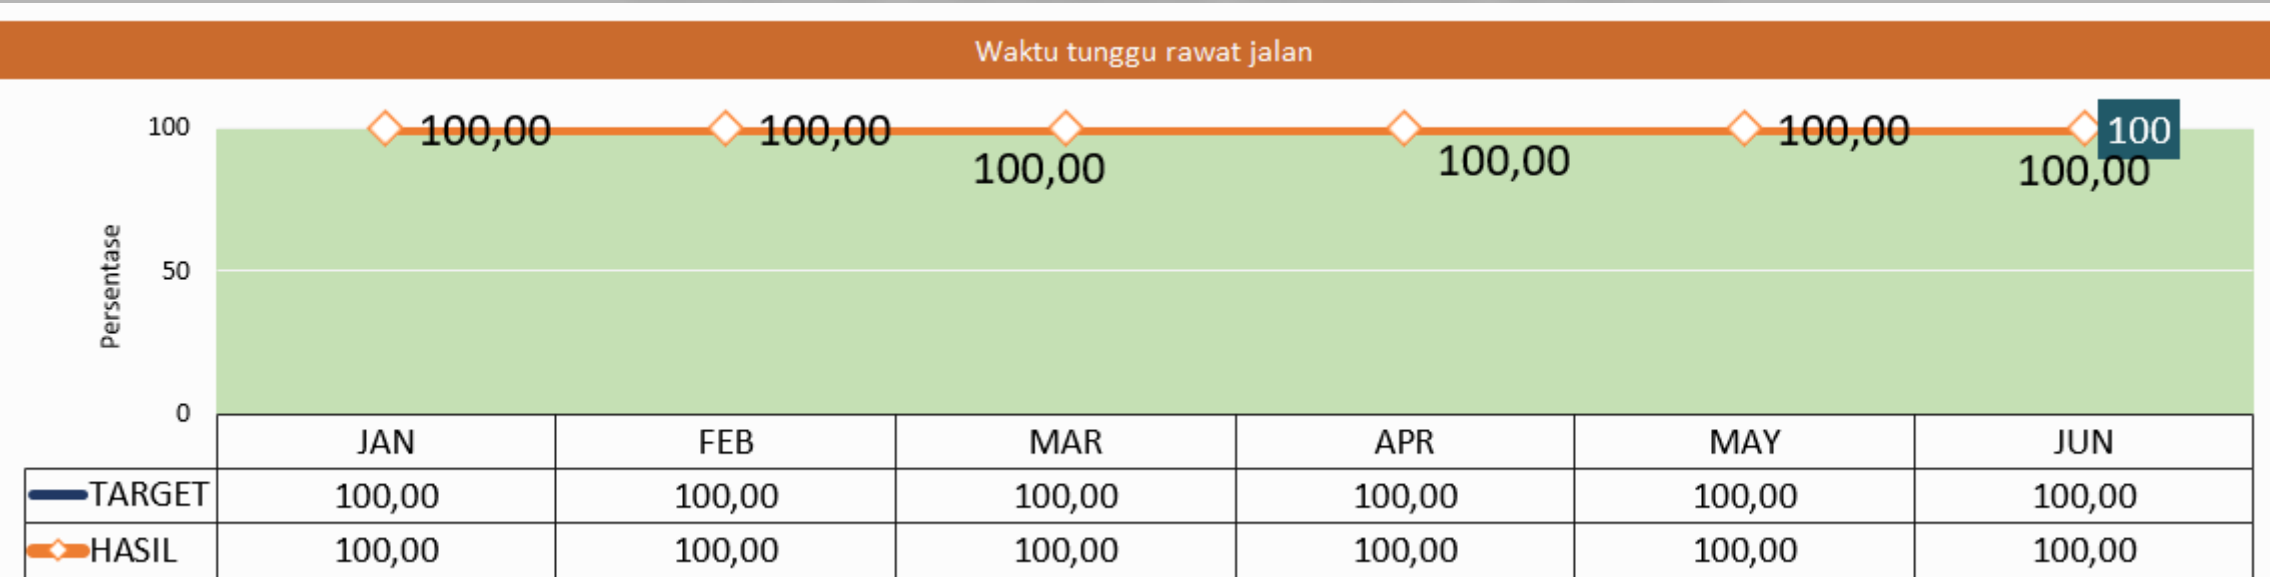 Waktu tunggu rawat jalan
100
100,00
100,00
100,00
100,00
100,00
100
100,00
50
0
Persentase
JAN FEB MAR APR MAY JUN
TARGET 100,00 100,00 100,00 100,00 100,00 100,00
HASIL 100,00 100,00 100,00 100,00 100,00 100,00